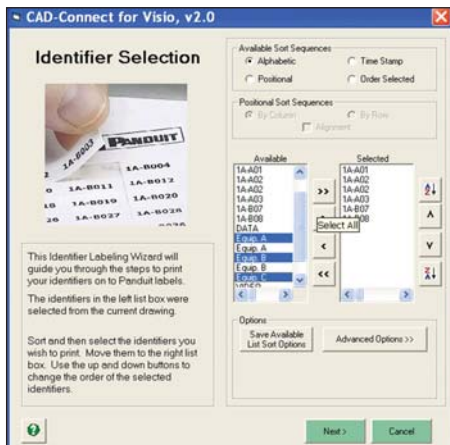 CAD-Connect for Visio, v2.0
Identifier Selection
1A-B003
PANDUIT
1A-B004
1A-B011
1A-B012
1A-B019
1A-B020
1A-B027
1A-B028
This Identifier Labeling Wizard will
guide you through the steps to print
your identifiers on to Panduit labels.
The identifiers in the left list box were
selected from the current drawing.
Sort and then select the identifiers you
wish to print. Move them to the right list
box. Use the up and down buttons to
change the order of the selected
identifiers.
Available Sort Sequences
Alphabetic
Time Stamp
Positional
Order Selected
Positional Sort Sequences
By Column
By Row
Alignment
Available
1A-A01
1A-A02
1A-A02
1A-A03
1A-B07
1A-B08
DATA
Equip. A
Equip. A
Equip. B
Equip. B
Equip. C
VIDEO
>>
Select All
<
<<
Selected
1A-A01
1A-A02
1A-A02
1A-A03
1A-B07
Options
Save Available
List Sort Options
Advanced Options >>
Next >
Cancel